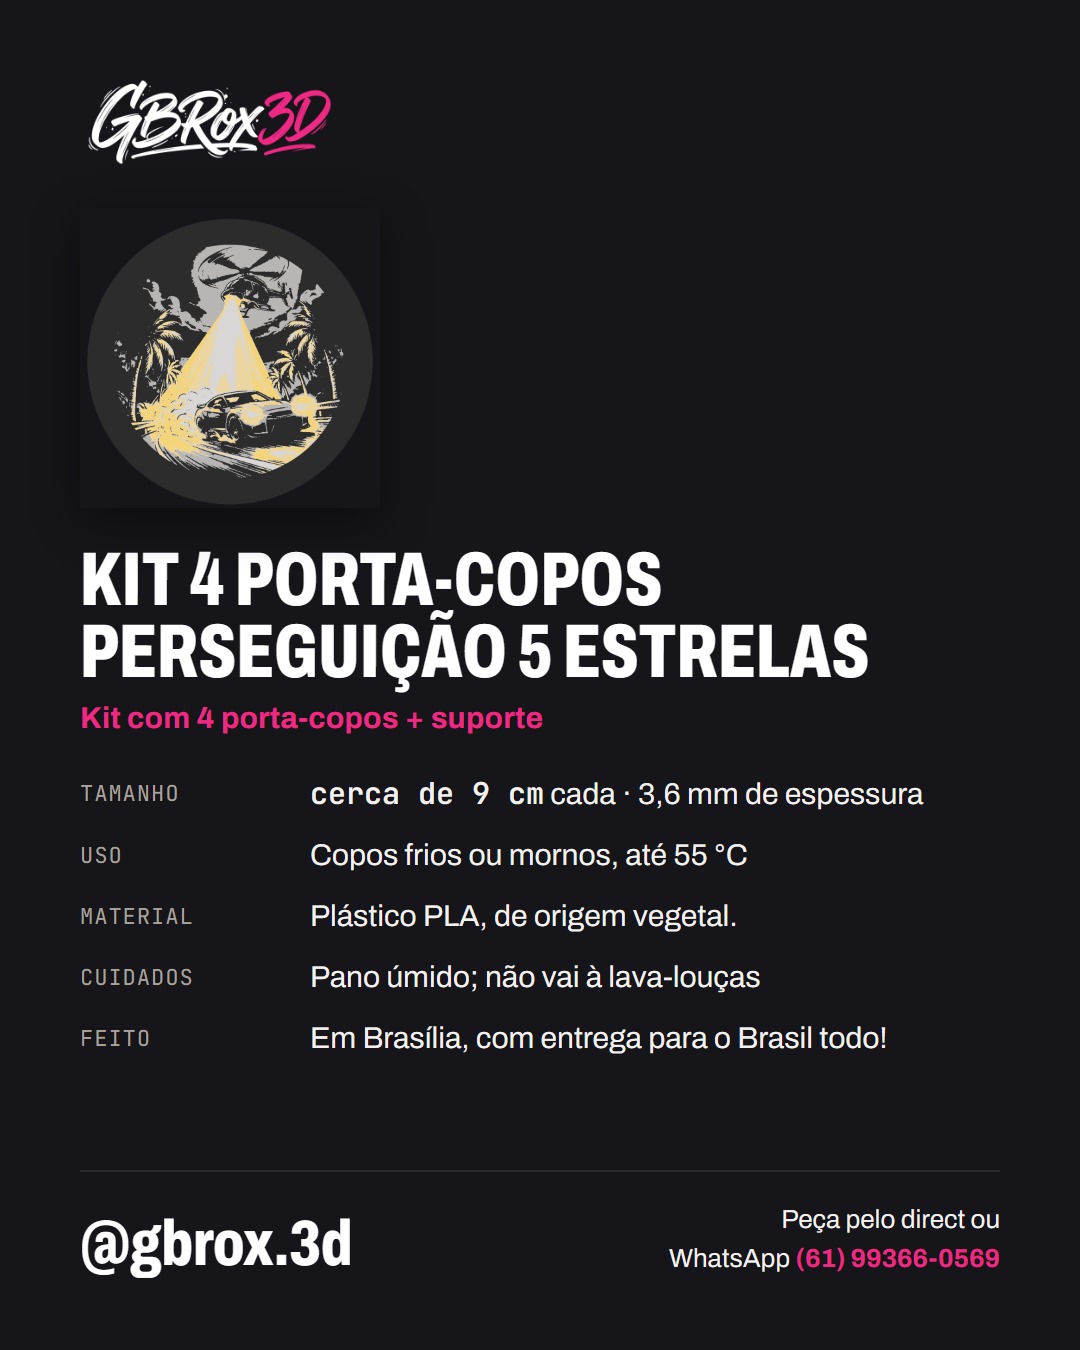 GBRox3D
KIT 4 PORTA-COPOS
PERSEGUIÇÃO 5 ESTRELAS
Kit com 4 porta-copos + suporte
TAMANHO cerca de 9 cm cada · 3,6 mm de espessura
USO Copos frios ou mornos, até 55 °C
MATERIAL Plástico PLA, de origem vegetal.
CUIDADOS Pano úmido; não vai à lava-louças
FEITO Em Brasília, com entrega para o Brasil todo!
@gbrox.3d
Peça pelo direct ou
WhatsApp (61) 99366-0569